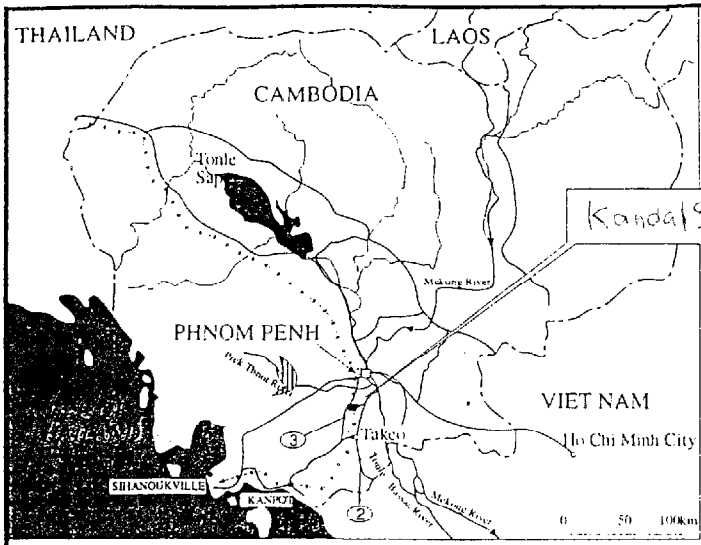 THAILAND
LAOS
CAMBODIA
Tonle
Sap
Kandal S
Mekong River
PHNOM PENH
Prek Thnot River
VIET NAM
3
Takeo
Ho Chi Minh City
SIHANOUKVILLE
KANPOT
Tonle Bassac River
Mekong River
2
0 50 100km